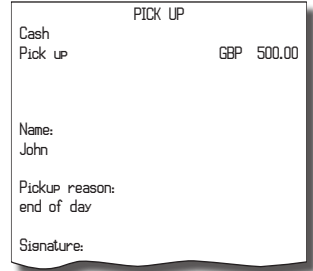 PICK UP
Cash
Pick up GBP 500.00
Name:
John
Pickup reason:
end of day
Signature: